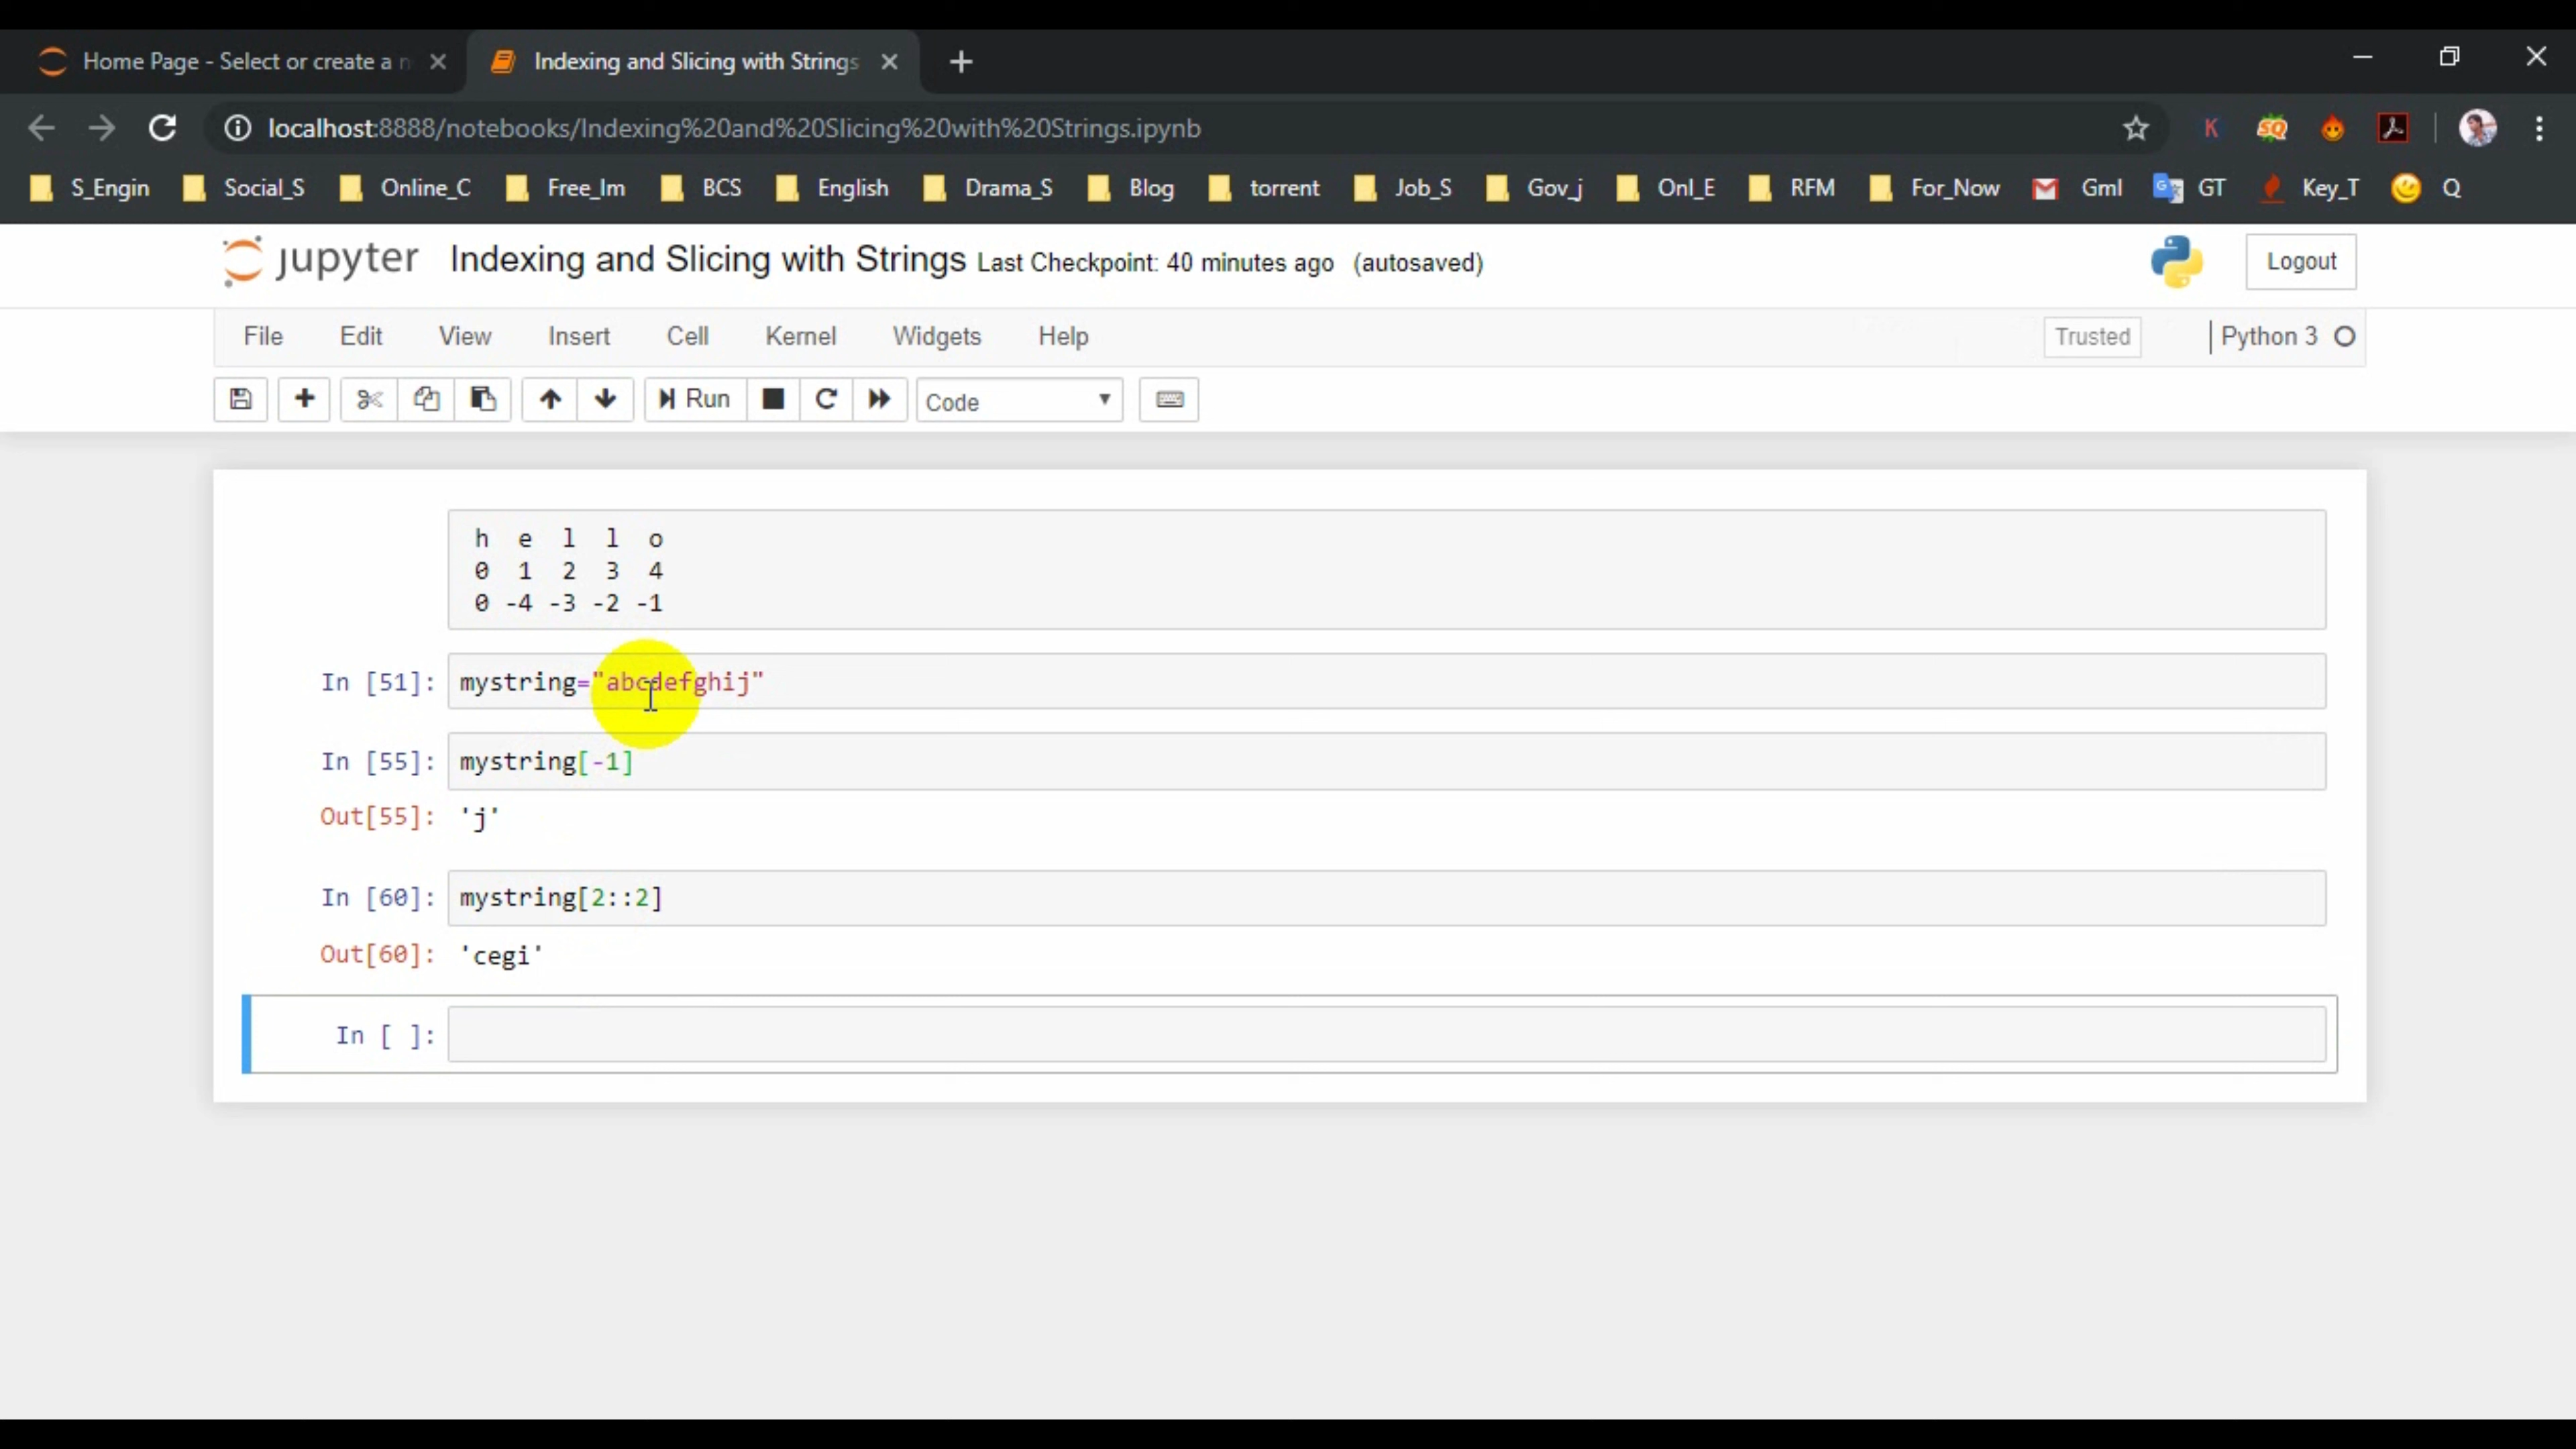 Home Page - Select or create a n
Indexing and Slicing with Strings
localhost:8888/notebooks/Indexing%20and%20Slicing%20with%20Strings.ipynb
S_Engin Social_S Online_C Free_Im BCS English Drama_S Blog torrent Job_S Gov_j Onl_E RFM For_Now Gml GT Key_T Q
jupyter Indexing and Slicing with Strings Last Checkpoint: 40 minutes ago (autosaved) Logout
File Edit View Insert Cell Kernel Widgets Help Trusted Python 3
Run Code
h e l l o
0 1 2 3 4
0 -4 -3 -2 -1
In [51]: mystring="abcdefghij"
In [55]: mystring[-1]
Out[55]: 'j'
In [60]: mystring[2::2]
Out[60]: 'cegi'
In [ ]: